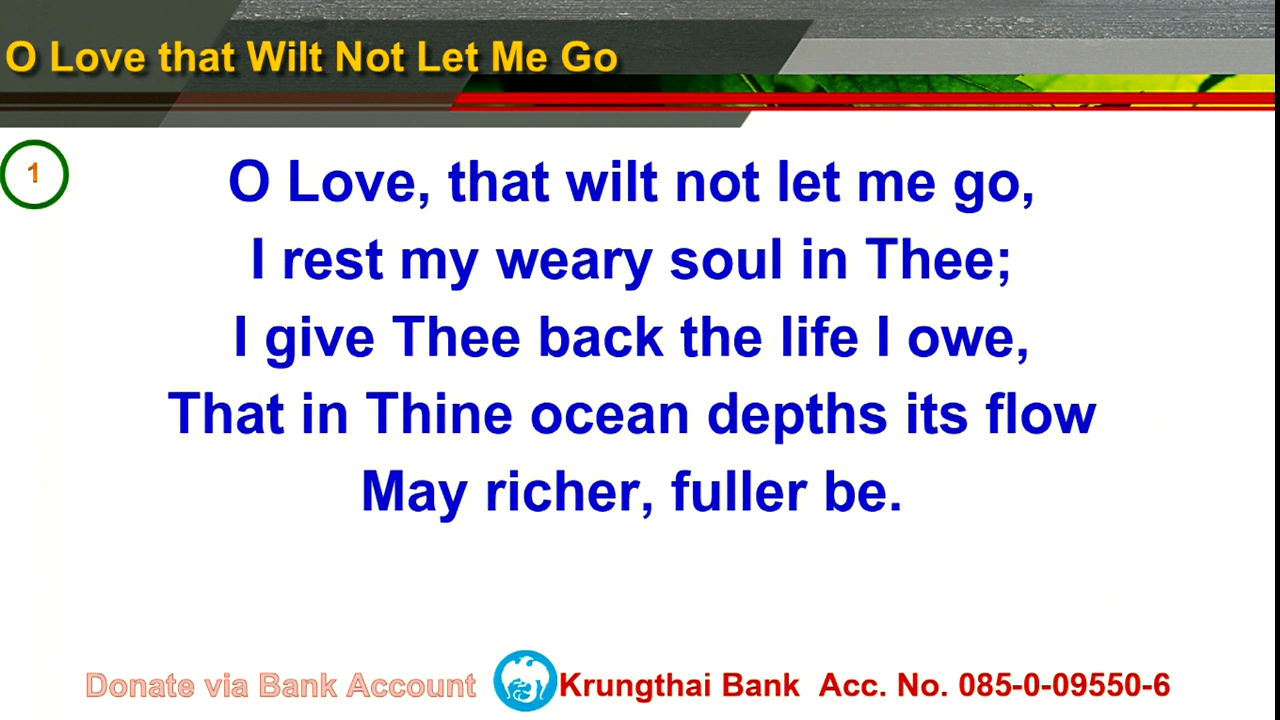 O Love that Wilt Not Let Me Go
1
O Love, that wilt not let me go,
I rest my weary soul in Thee;
I give Thee back the life I owe,
That in Thine ocean depths its flow
May richer, fuller be.
Donate via Bank Account Krungthai Bank Acc. No. 085-0-09550-6